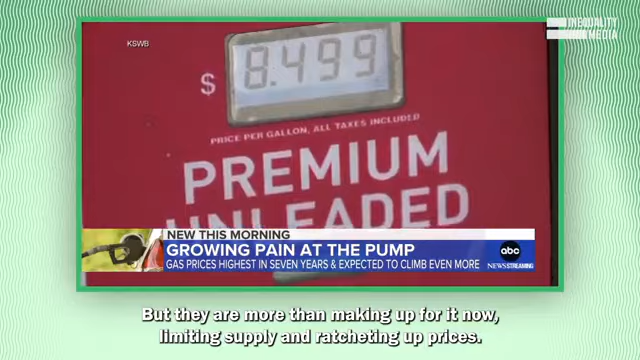 INEQUALITY
MEDIA
KSWB
$ 8.499
PRICE PER GALLON, ALL TAXES INCLUDED
PREMIUM
UNLEADED
NEW THIS MORNING
GROWING PAIN AT THE PUMP
GAS PRICES HIGHEST IN SEVEN YEARS & EXPECTED TO CLIMB EVEN MORE
abc
NEWS STREAMING
But they are more than making up for it now,
limiting supply and ratcheting up prices.